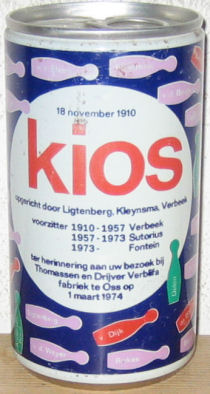 18 november 1910
kios
opgericht door Ligtenberg, Kleynsma, Verbeek
voorzitter 1910-1957 Verbeek
1957-1973 Sutorius
1973- Fontein
ter herinnering aan uw bezoek bij
Thomassen en Drijver Verblifa
fabriek te Oss op
1 maart 1974
v. Dijk